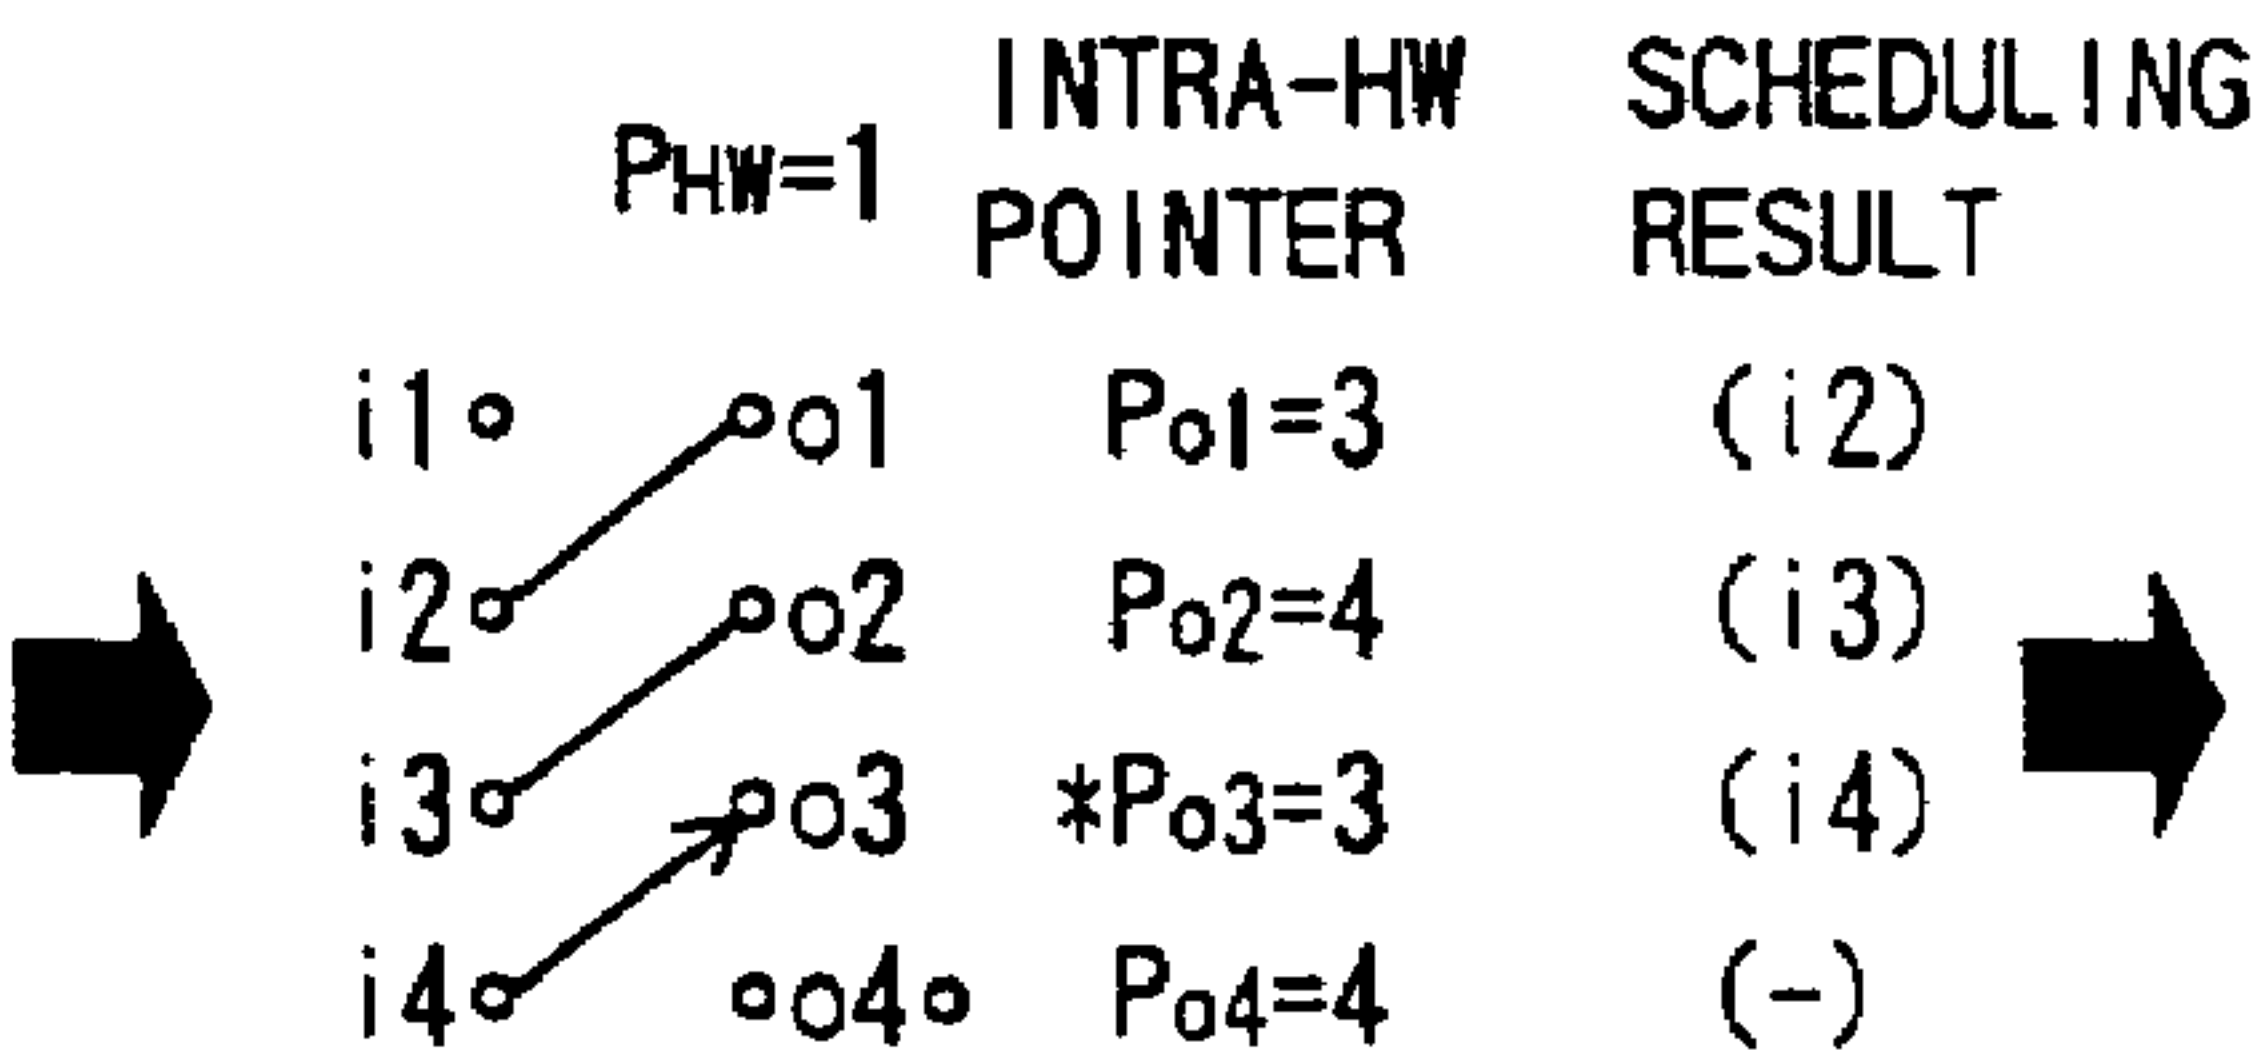 INTRA-HW SCHEDULING
PHW=1 POINTER RESULT
i1 o1 Po1=3 (i2)
i2 o2 Po2=4 (i3)
i3 o3 *Po3=3 (i4)
i4 o4 Po4=4 (-)